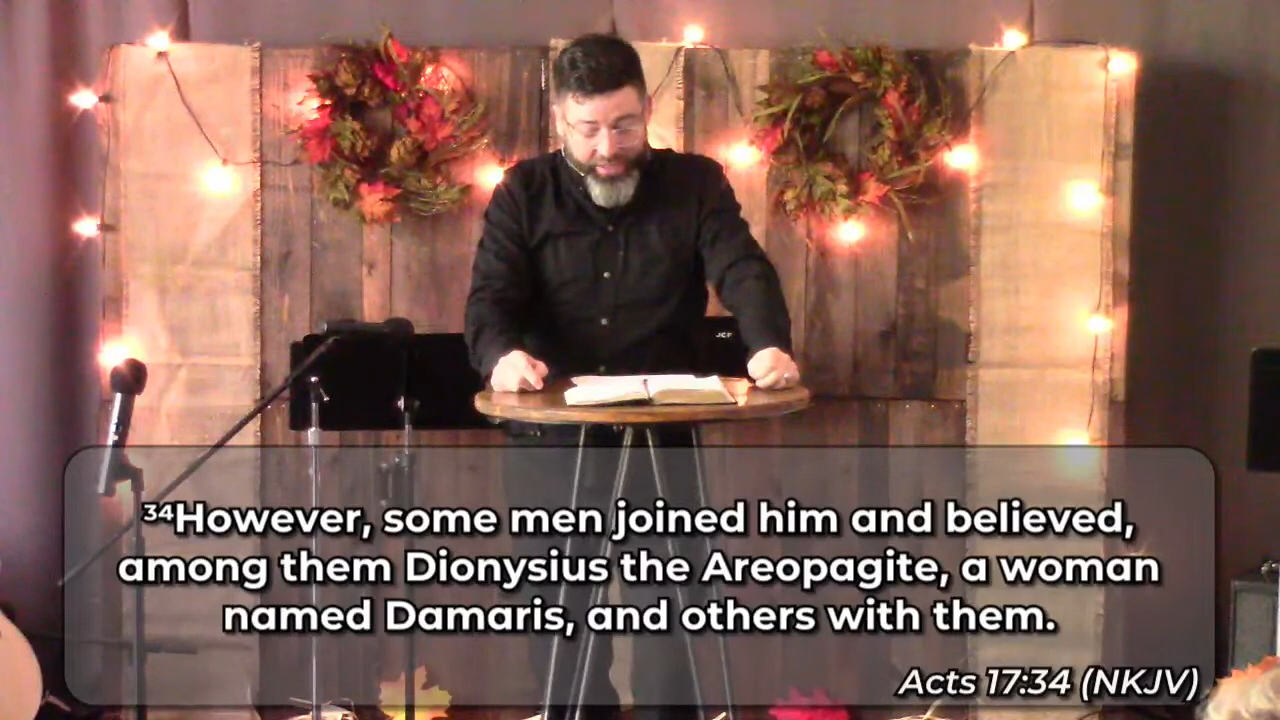 JCF
³⁴However, some men joined him and believed,
among them Dionysius the Areopagite, a woman
named Damaris, and others with them.
Acts 17:34 (NKJV)